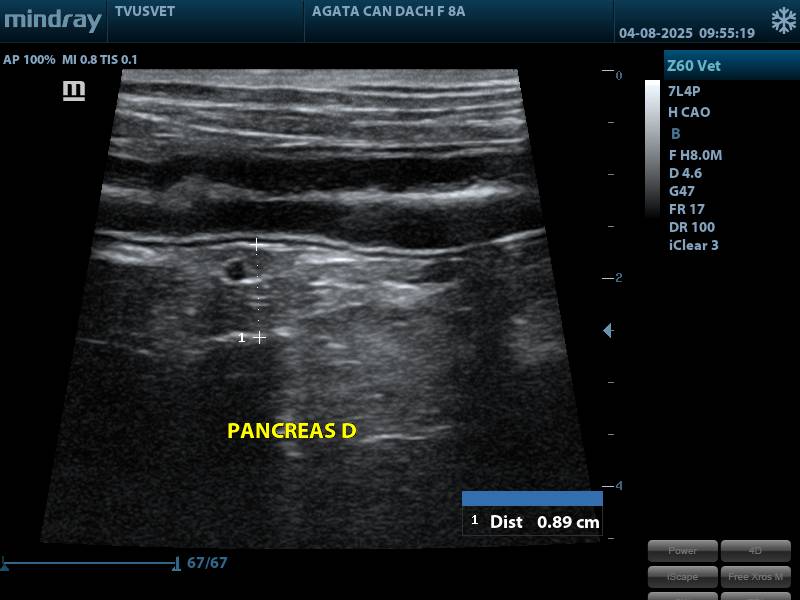 mindray
TVUSVET
AGATA CAN DACH F 8A
04-08-2025 09:55:19
AP 100% MI 0.8 TIS 0.1
m
Z60 Vet
7L4P
H CAO
B
F H8.0M
D 4.6
G47
FR 17
DR 100
iClear 3
0
2
4
1
PANCREAS D
1 Dist 0.89 cm
67/67
Power
4D
iScape
Free Xros M